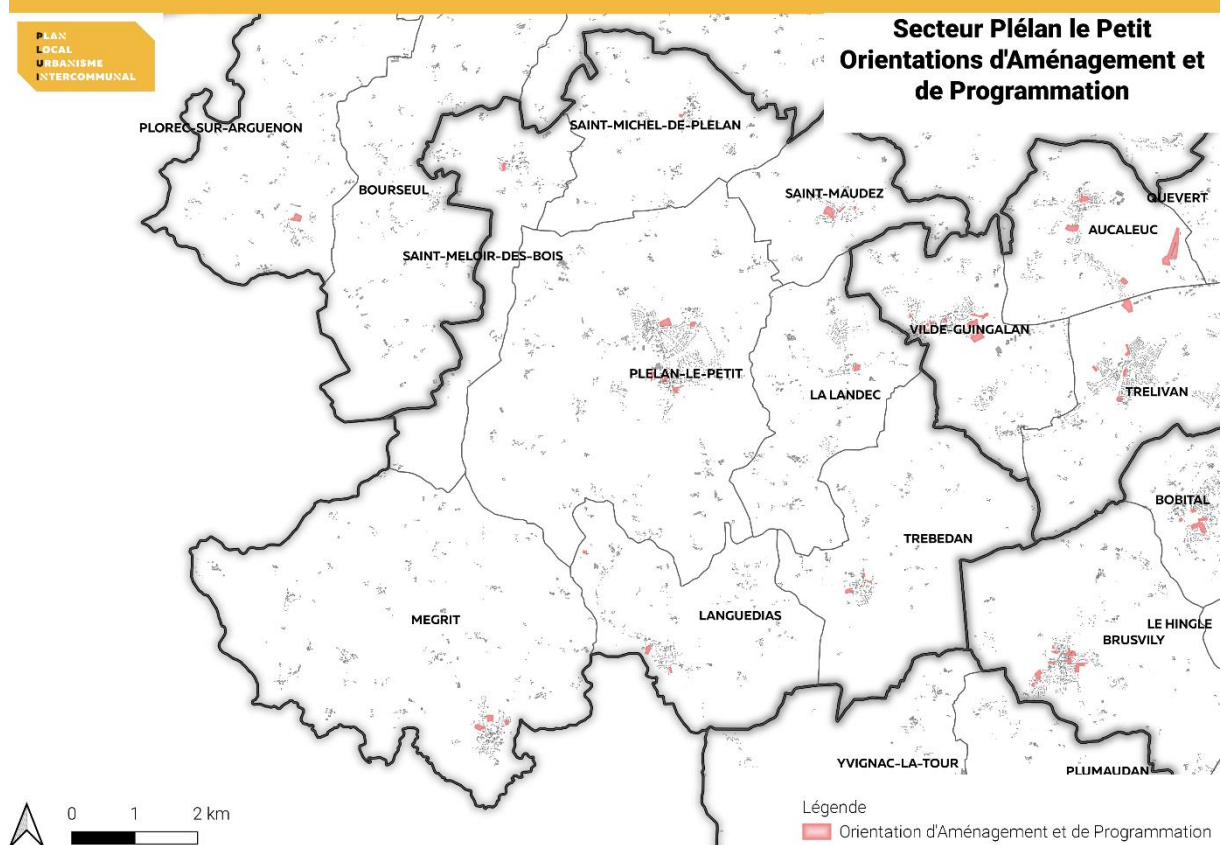 PLAN
LOCAL
URBANISME
INTERCOMMUNAL
Secteur Plélan le Petit
Orientations d'Aménagement et
de Programmation
PLOREC-SUR-ARGUENON
SAINT-MICHEL-DE-PLELAN
BOURSEUL
SAINT-MAUDEZ
QUEVERT
AUCALEUC
SAINT-MELOIR-DES-BOIS
VILDE-GUINGALAN
PLELAN-LE-PETIT
LA LANDEC
TRELIVAN
BOBITAL
TREBEDAN
MEGRIT
LANGUEDIAS
LE HINGLE
BRUSVILY
YVIGNAC-LA-TOUR
PLUMAUDAN
0 1 2 km
Légende
Orientation d'Aménagement et de Programmation